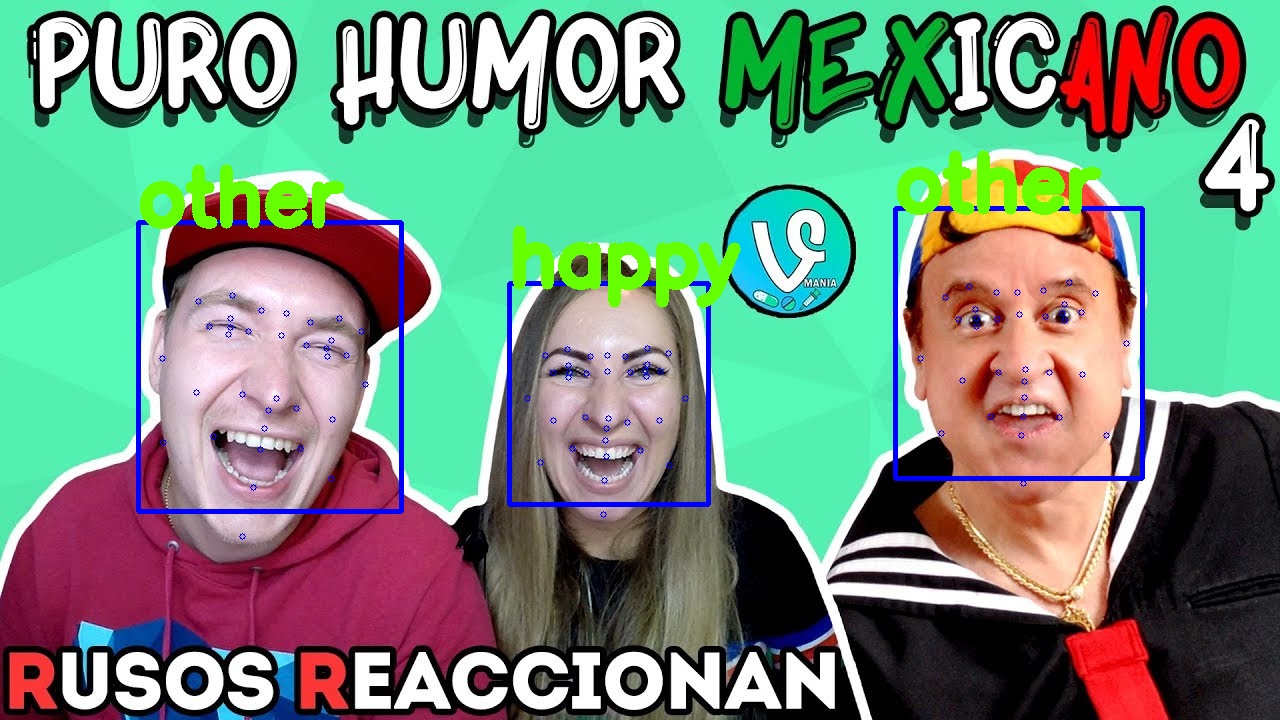 PURO HUMOR MEXICANO
4
other
happy
other
MANIA
RUSOS REACCIONAN